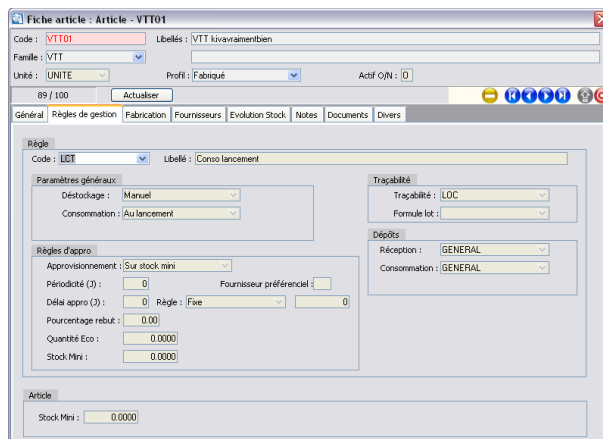 Fiche article : Article - VTT01
Code : VTT01 Libellés : VTT kivavraimentbien
Famille : VTT
Unité : UNITE Profil : Fabriqué Actif O/N : O
89 / 100 Actualiser
Général Règles de gestion Fabrication Fournisseurs Evolution Stock Notes Documents Divers
Règle
Code : LCT Libellé : Conso lancement
Paramètres généraux Traçabilité
Déstockage : Manuel Traçabilité : LOC
Consommation : Au lancement Formule lot :
Dépôts
Règles d'appro Réception : GENERAL
Approvisionnement : Sur stock mini Consommation : GENERAL
Périodicité (J) : 0 Fournisseur préférenciel :
Délai appro (J) : 0 Règle : Fixe 0
Pourcentage rebut : 0.00
Quantité Eco : 0.0000
Stock Mini : 0.0000
Article
Stock Mini : 0.0000